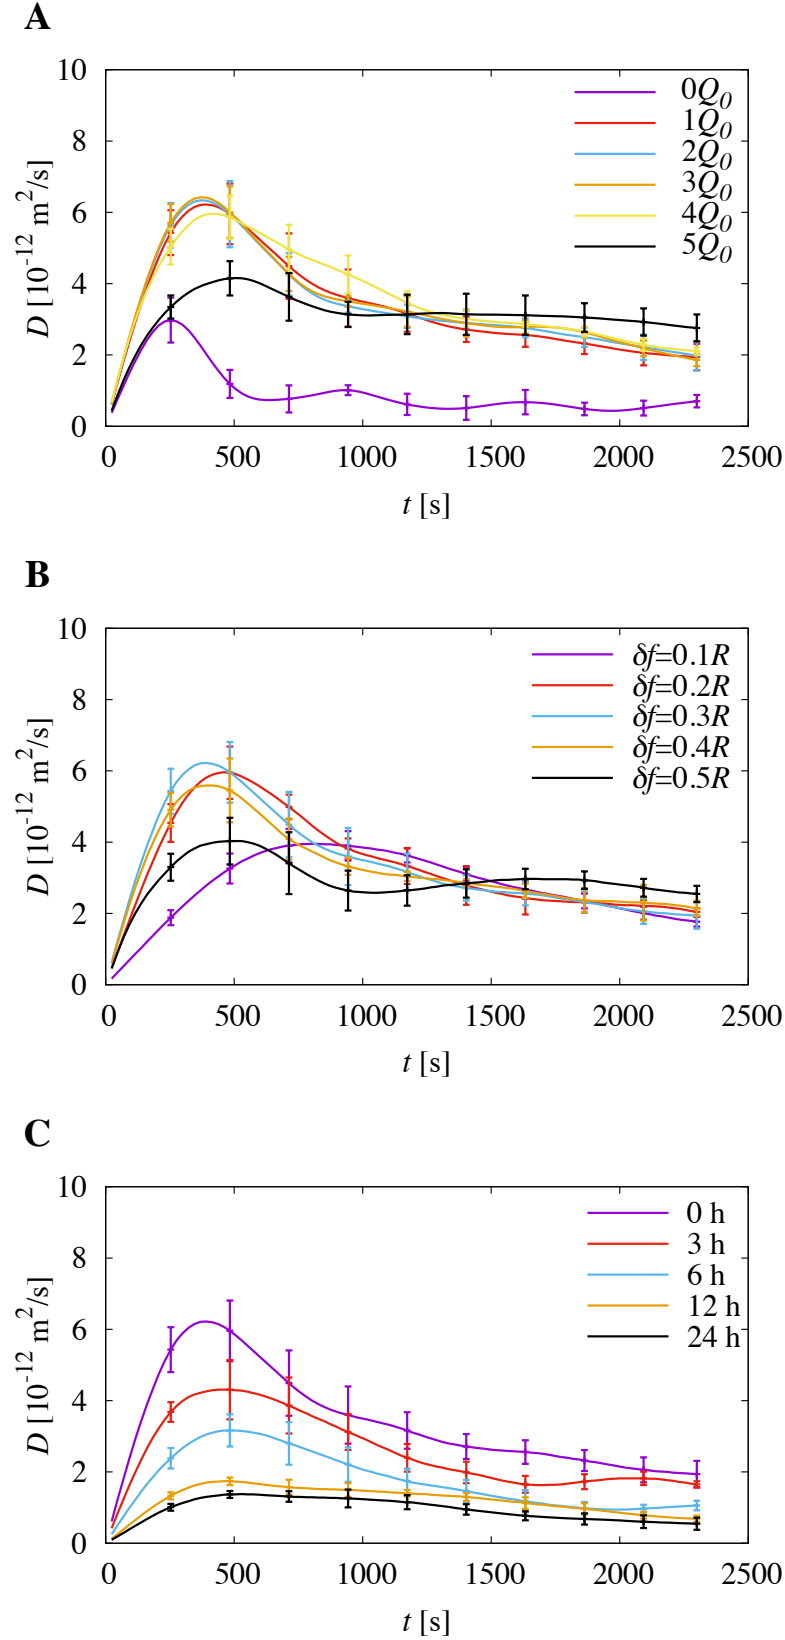 A
10
8
6
4
2
0
D [10⁻¹² m²/s]
0Q₀
1Q₀
2Q₀
3Q₀
4Q₀
5Q₀
0 500 1000 1500 2000 2500
t [s]
B
10
8
6
4
2
0
D [10⁻¹² m²/s]
δf=0.1R
δf=0.2R
δf=0.3R
δf=0.4R
δf=0.5R
0 500 1000 1500 2000 2500
t [s]
C
10
8
6
4
2
0
D [10⁻¹² m²/s]
0 h
3 h
6 h
12 h
24 h
0 500 1000 1500 2000 2500
t [s]